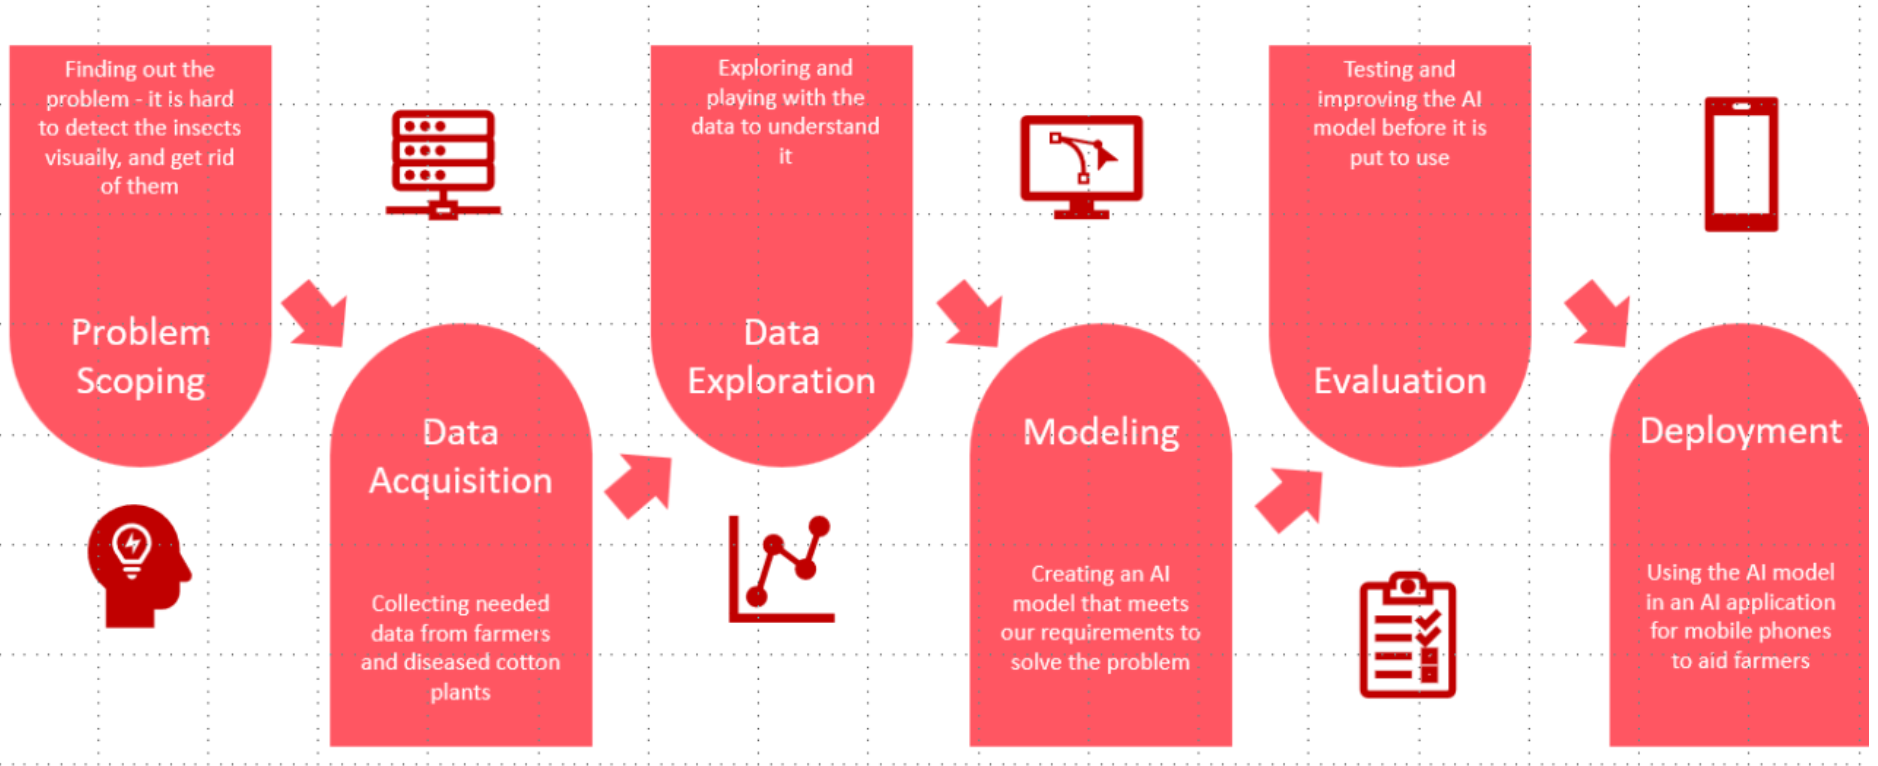 Finding out the
problem - it is hard
to detect the insects
visuaily, and get rid
of them
Problem
Scoping
Data
Acquisition
Collecting needed
data from farmers
and diseased cotton
plants
Exploring and
playing with the
data to understand
it
Data
Exploration
Modeling
Creating an AI
model that meets
our requirements to
solve the problem
Testing and
improving the AI
model before it is
put to use
Evaluation
Deployment
Using the AI model
in an AI application
for mobile phones
to aid farmers